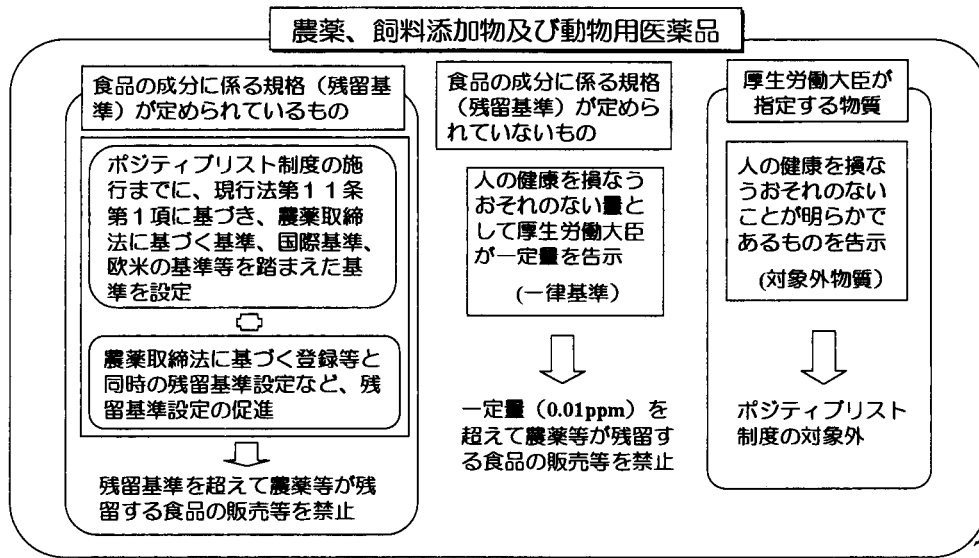 農薬、飼料添加物及び動物用医薬品
食品の成分に係る規格（残留基
準）が定められているもの
ポジティブリスト制度の施
行までに、現行法第１１条
第１項に基づき、農薬取締
法に基づく基準、国際基準、
欧米の基準等を踏まえた基
準を設定
農薬取締法に基づく登録等と
同時の残留基準設定など、残
留基準設定の促進
残留基準を超えて農薬等が残
留する食品の販売等を禁止
食品の成分に係る規格
（残留基準）が定めら
れていないもの
人の健康を損なう
おそれのない量と
して厚生労働大臣
が一定量を告示
(一律基準）
一定量（0.01ppm）を
超えて農薬等が残留す
る食品の販売等を禁止
厚生労働大臣が
指定する物質
人の健康を損な
うおそれのない
ことが明らかで
あるものを告示
(対象外物質）
ポジティブリスト
制度の対象外